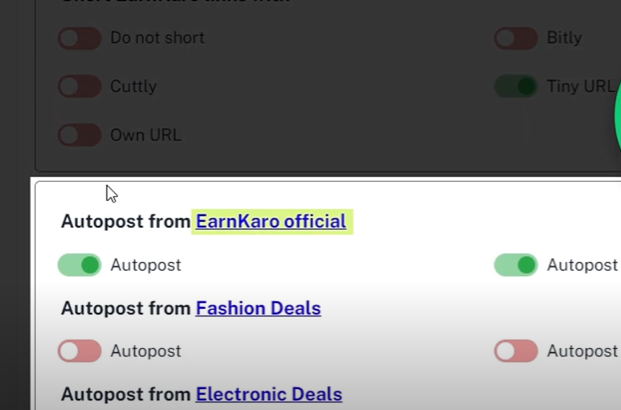 Do not short Bitly
Cuttly Tiny URL
Own URL
Autopost from EarnKaro official
Autopost Autopost
Autopost from Fashion Deals
Autopost Autopost
Autopost from Electronic Deals